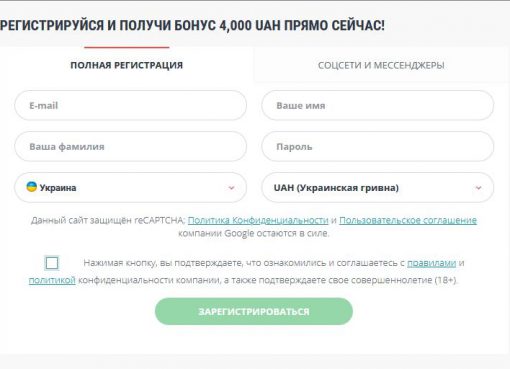 РЕГИСТРИРУЙСЯ И ПОЛУЧИ БОНУС 4,000 UAH ПРЯМО СЕЙЧАС!
ПОЛНАЯ РЕГИСТРАЦИЯ
СОЦСЕТИ И МЕССЕНДЖЕРЫ
E-mail
Ваше имя
Ваша фамилия
Пароль
Украина
UAH (Украинская гривна)
Данный сайт защищён reCAPTCHA; Политика Конфиденциальности и Пользовательское соглашение
компании Google остаются в силе.
Нажимая кнопку, вы подтверждаете, что ознакомились и соглашаетесь с правилами и
политикой конфиденциальности компании, а также подтверждаете свое совершеннолетие (18+).
ЗАРЕГИСТРИРОВАТЬСЯ